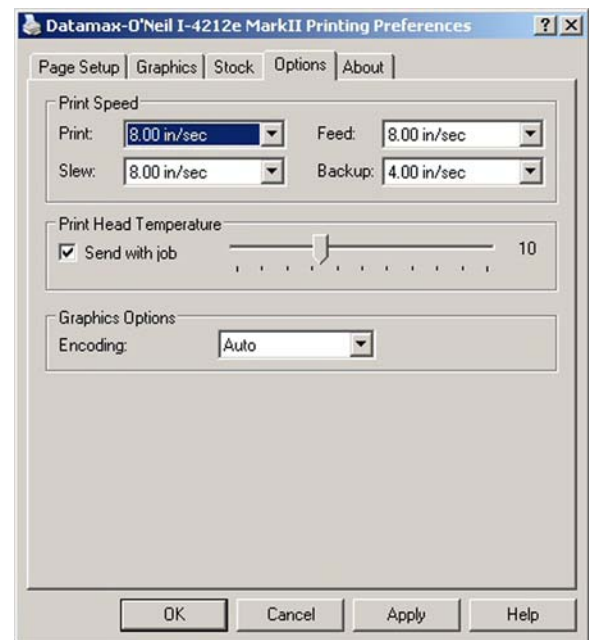 Datamax-O'Neil I-4212e MarkII Printing Preferences
Page Setup Graphics Stock Options About
Print Speed
Print: 8.00 in/sec Feed: 8.00 in/sec
Slew: 8.00 in/sec Backup: 4.00 in/sec
Print Head Temperature
Send with job 10
Graphics Options
Encoding: Auto
OK Cancel Apply Help